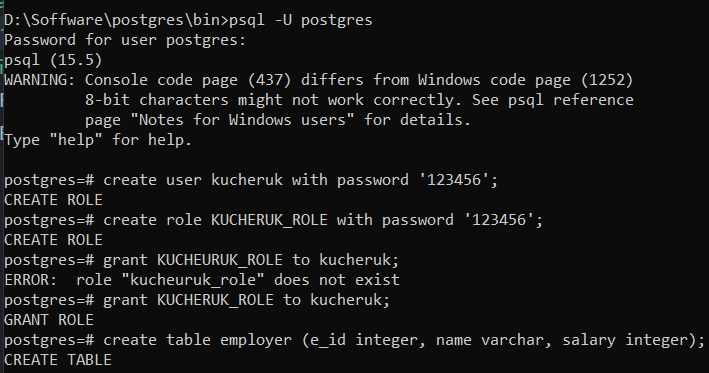 D:\Soffware\postgres\bin>psql -U postgres
Password for user postgres:
psql (15.5)
WARNING: Console code page (437) differs from Windows code page (1252)
         8-bit characters might not work correctly. See psql reference
         page "Notes for Windows users" for details.
Type "help" for help.

postgres=# create user kucheruk with password '123456';
CREATE ROLE
postgres=# create role KUCHERUK_ROLE with password '123456';
CREATE ROLE
postgres=# grant KUCHEURUK_ROLE to kucheruk;
ERROR:  role "kucheuruk_role" does not exist
postgres=# grant KUCHERUK_ROLE to kucheruk;
GRANT ROLE
postgres=# create table employer (e_id integer, name varchar, salary integer);
CREATE TABLE